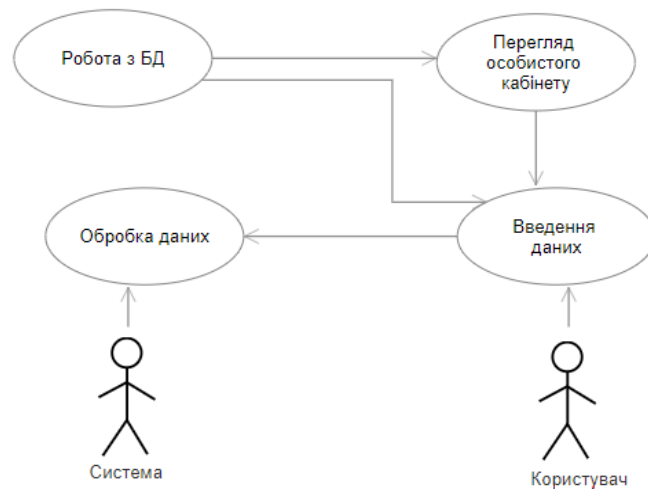 Робота з БД
Перегляд
особистого
кабінету
Обробка даних
Введення
даних
Система
Користувач